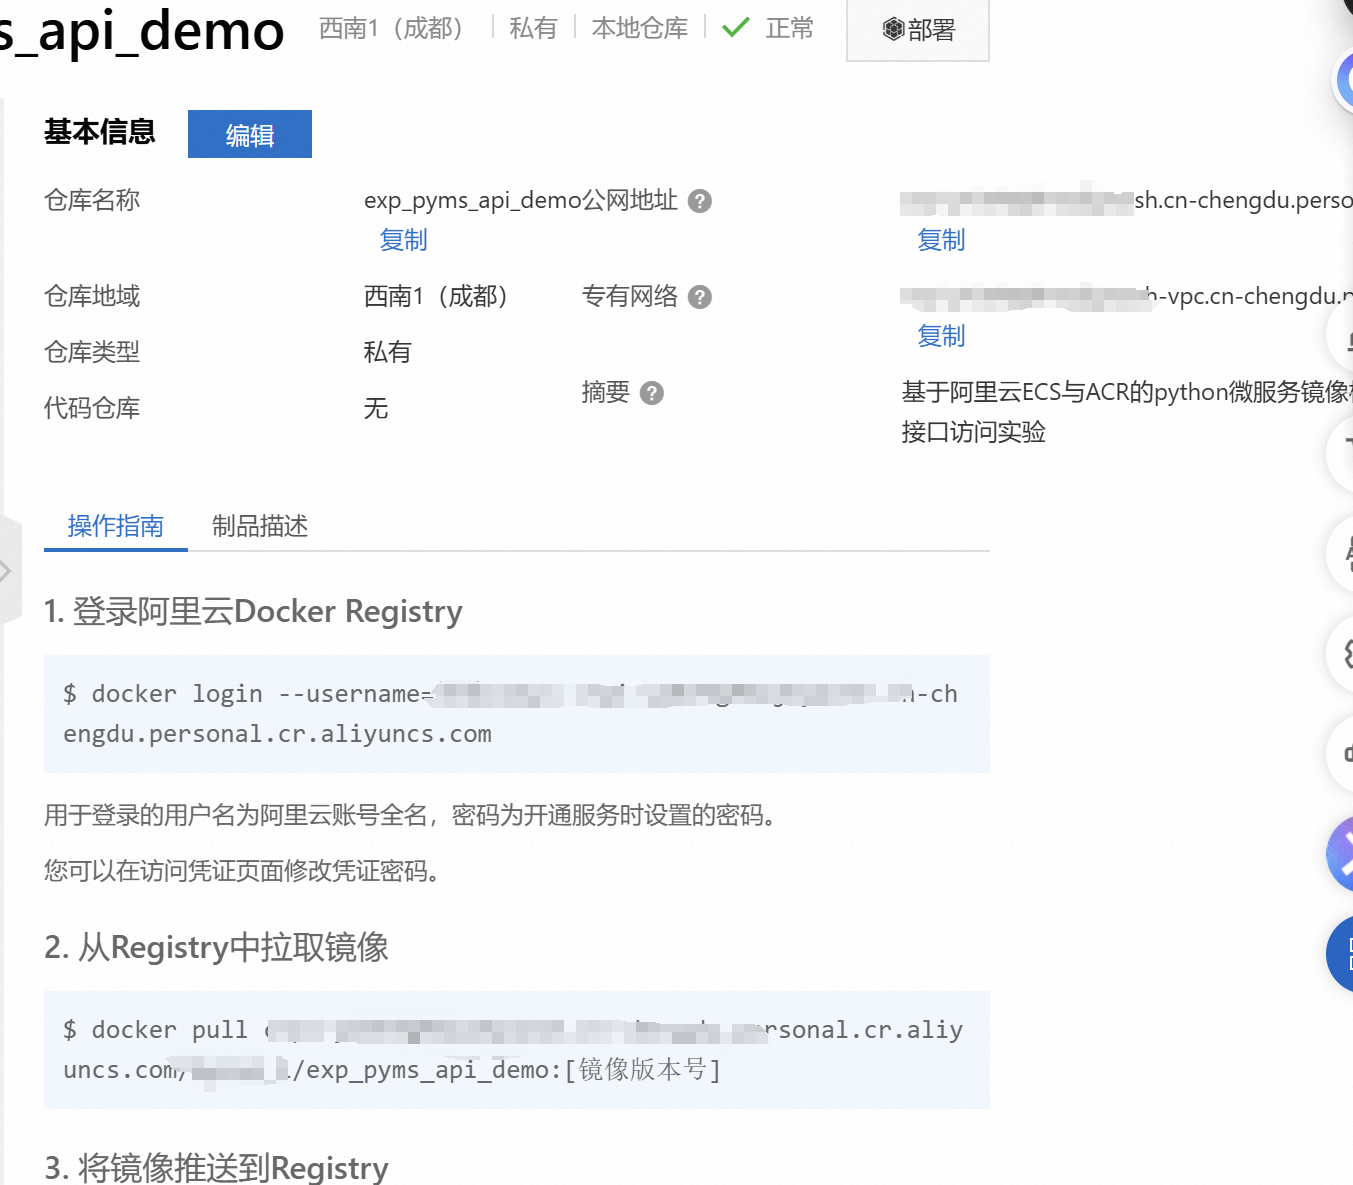 s_api_demo 西南1（成都） 私有 本地仓库 正常 部署
基本信息 编辑
仓库名称 exp_pyms_api_demo 公网地址 sh.cn-chengdu.perso
复制 复制
仓库地域 西南1（成都） 专有网络 -vpc.cn-chengdu.p
复制
仓库类型 私有
摘要 基于阿里云ECS与ACR的python微服务镜像
代码仓库 无
接口访问实验
操作指南 制品描述
1. 登录阿里云Docker Registry
$ docker login --username= -ch
engdu.personal.cr.aliyuncs.com
用于登录的用户名为阿里云账号全名，密码为开通服务时设置的密码。
您可以在访问凭证页面修改凭证密码。
2. 从Registry中拉取镜像
$ docker pull rsonal.cr.aliy
uncs.com/ /exp_pyms_api_demo:[镜像版本号]
3. 将镜像推送到Registry